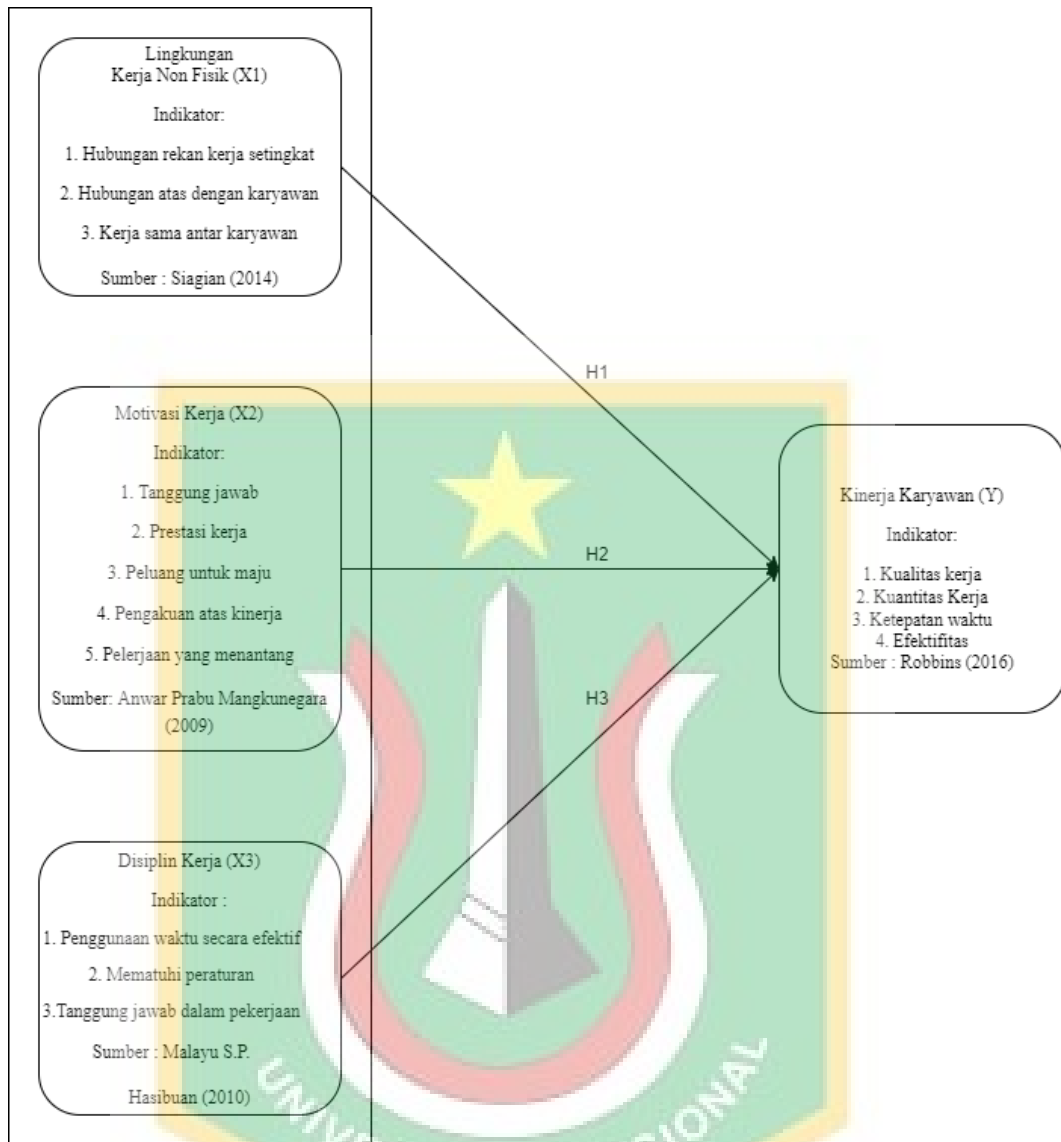 Lingkungan
Kerja Non Fisik (X1)
Indikator:
1. Hubungan rekan kerja setingkat
2. Hubungan atas dengan karyawan
3. Kerja sama antar karyawan
Sumber : Siagian (2014)
H1
Motivasi Kerja (X2)
Indikator:
1. Tanggung jawab
2. Prestasi kerja
3. Peluang untuk maju
4. Pengakuan atas kinerja
5. Pelerjaan yang menantang
Sumber: Anwar Prabu Mangkunegara
(2009)
H2
Kinerja Karyawan (Y)
Indikator:
1. Kualitas kerja
2. Kuantitas Kerja
3. Ketepatan waktu
4. Efektifitas
Sumber : Robbins (2016)
H3
Disiplin Kerja (X3)
Indikator :
1. Penggunaan waktu secara efektif
2. Mematuhi peraturan
3.Tanggung jawab dalam pekerjaan
Sumber : Malayu S.P.
Hasibuan (2010)